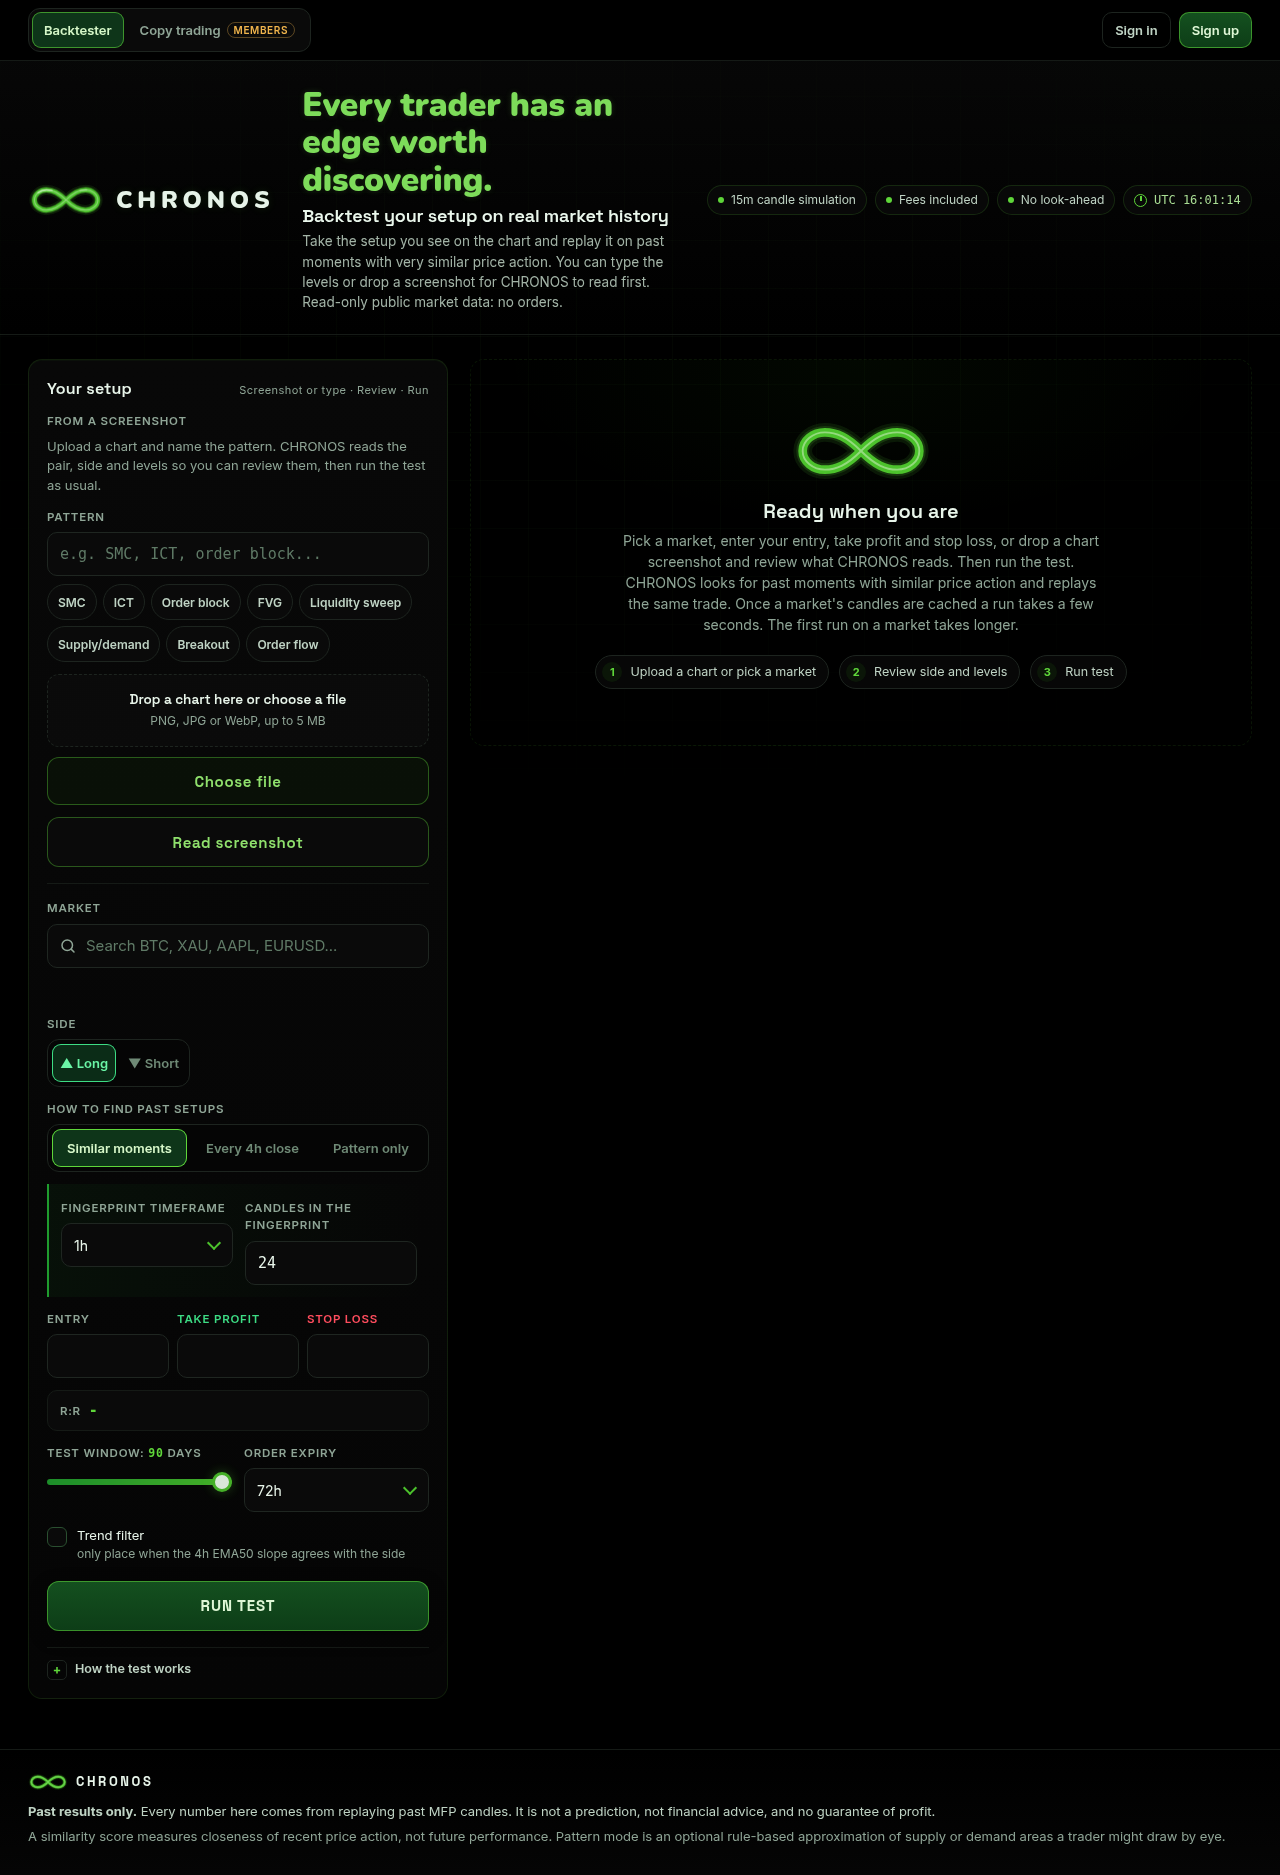 Backtester
Copy trading MEMBERS
Sign in
Sign up
CHRONOS
Every trader has an
edge worth
discovering.
Backtest your setup on real market history
Take the setup you see on the chart and replay it on past
moments with very similar price action. You can type the
levels or drop a screenshot for CHRONOS to read first.
Read-only public market data: no orders.
15m candle simulation
Fees included
No look-ahead
UTC 16:01:14
Your setup
Screenshot or type · Review · Run
FROM A SCREENSHOT
Upload a chart and name the pattern. CHRONOS reads the
pair, side and levels so you can review them, then run the test
as usual.
PATTERN
e.g. SMC, ICT, order block...
SMC
ICT
Order block
FVG
Liquidity sweep
Supply/demand
Breakout
Order flow
Drop a chart here or choose a file
PNG, JPG or WebP, up to 5 MB
Choose file
Read screenshot
MARKET
Search BTC, XAU, AAPL, EURUSD...
SIDE
▲ Long
▼ Short
HOW TO FIND PAST SETUPS
Similar moments
Every 4h close
Pattern only
FINGERPRINT TIMEFRAME
1h
CANDLES IN THE
FINGERPRINT
24
ENTRY
TAKE PROFIT
STOP LOSS
R:R -
TEST WINDOW: 90 DAYS
ORDER EXPIRY
72h
Trend filter
only place when the 4h EMA50 slope agrees with the side
RUN TEST
+ How the test works
Ready when you are
Pick a market, enter your entry, take profit and stop loss, or drop a chart
screenshot and review what CHRONOS reads. Then run the test.
CHRONOS looks for past moments with similar price action and replays
the same trade. Once a market's candles are cached a run takes a few
seconds. The first run on a market takes longer.
1 Upload a chart or pick a market
2 Review side and levels
3 Run test
CHRONOS
Past results only. Every number here comes from replaying past MFP candles. It is not a prediction, not financial advice, and no guarantee of profit.
A similarity score measures closeness of recent price action, not future performance. Pattern mode is an optional rule-based approximation of supply or demand areas a trader might draw by eye.